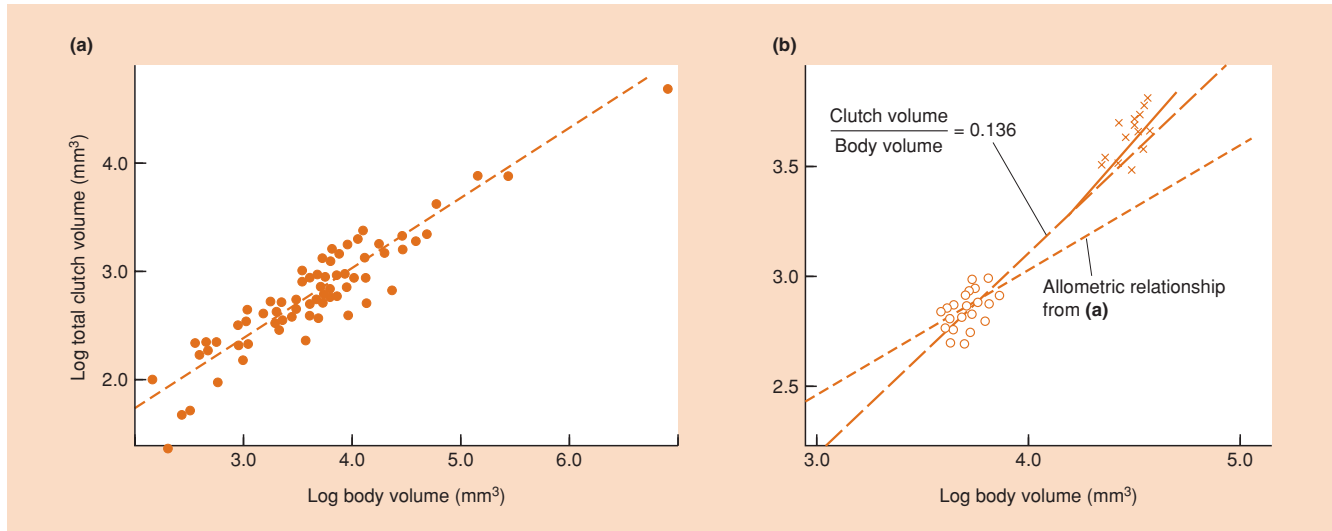 (a)
Log total clutch volume (mm³)
4.0
3.0
2.0
3.0
4.0
5.0
6.0
Log body volume (mm³)
(b)
Clutch volume
Body volume
= 0.136
Allometric relationship
from (a)
3.5
3.0
2.5
3.0
4.0
5.0
Log body volume (mm³)